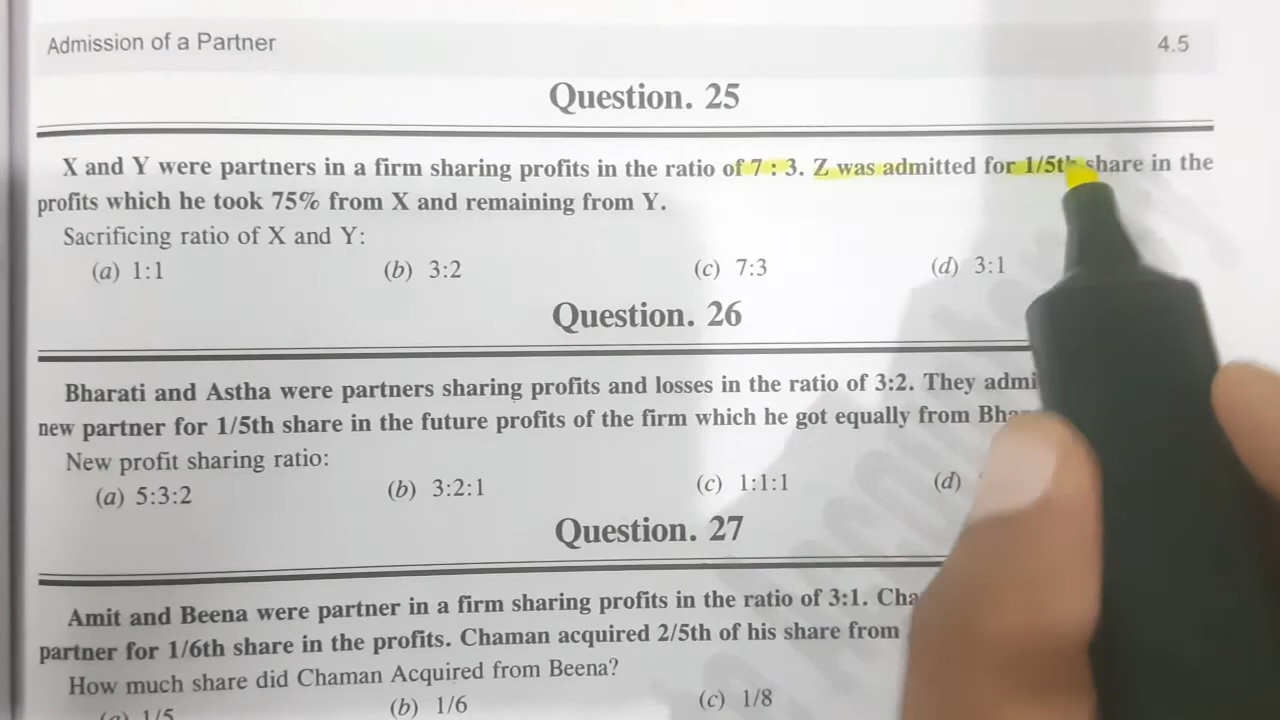 Admission of a Partner 4.5
Question. 25
X and Y were partners in a firm sharing profits in the ratio of 7 : 3. Z was admitted for 1/5th share in the
profits which he took 75% from X and remaining from Y.
Sacrificing ratio of X and Y:
(a) 1:1 (b) 3:2 (c) 7:3 (d) 3:1
Question. 26
Bharati and Astha were partners sharing profits and losses in the ratio of 3:2. They
new partner for 1/5th share in the future profits of the firm which he got equally from
New profit sharing ratio:
(a) 5:3:2 (b) 3:2:1 (c) 1:1:1 (d)
Question. 27
Amit and Beena were partner in a firm sharing profits in the ratio of 3:1.
partner for 1/6th share in the profits. Chaman acquired 2/5th of his share from
How much share did Chaman Acquired from Beena?
(a) 1/5 (b) 1/6 (c) 1/8